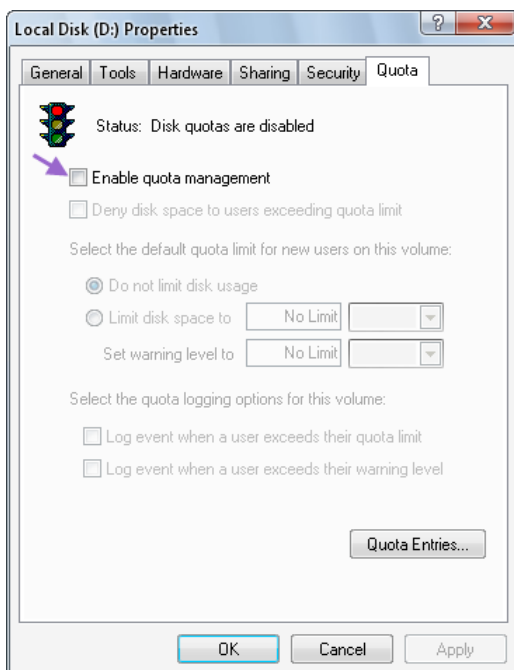 Local Disk (D:) Properties
General Tools Hardware Sharing Security Quota
Status: Disk quotas are disabled
Enable quota management
Deny disk space to users exceeding quota limit
Select the default quota limit for new users on this volume:
Do not limit disk usage
Limit disk space to No Limit
Set warning level to No Limit
Select the quota logging options for this volume:
Log event when a user exceeds their quota limit
Log event when a user exceeds their warning level
Quota Entries...
OK Cancel Apply